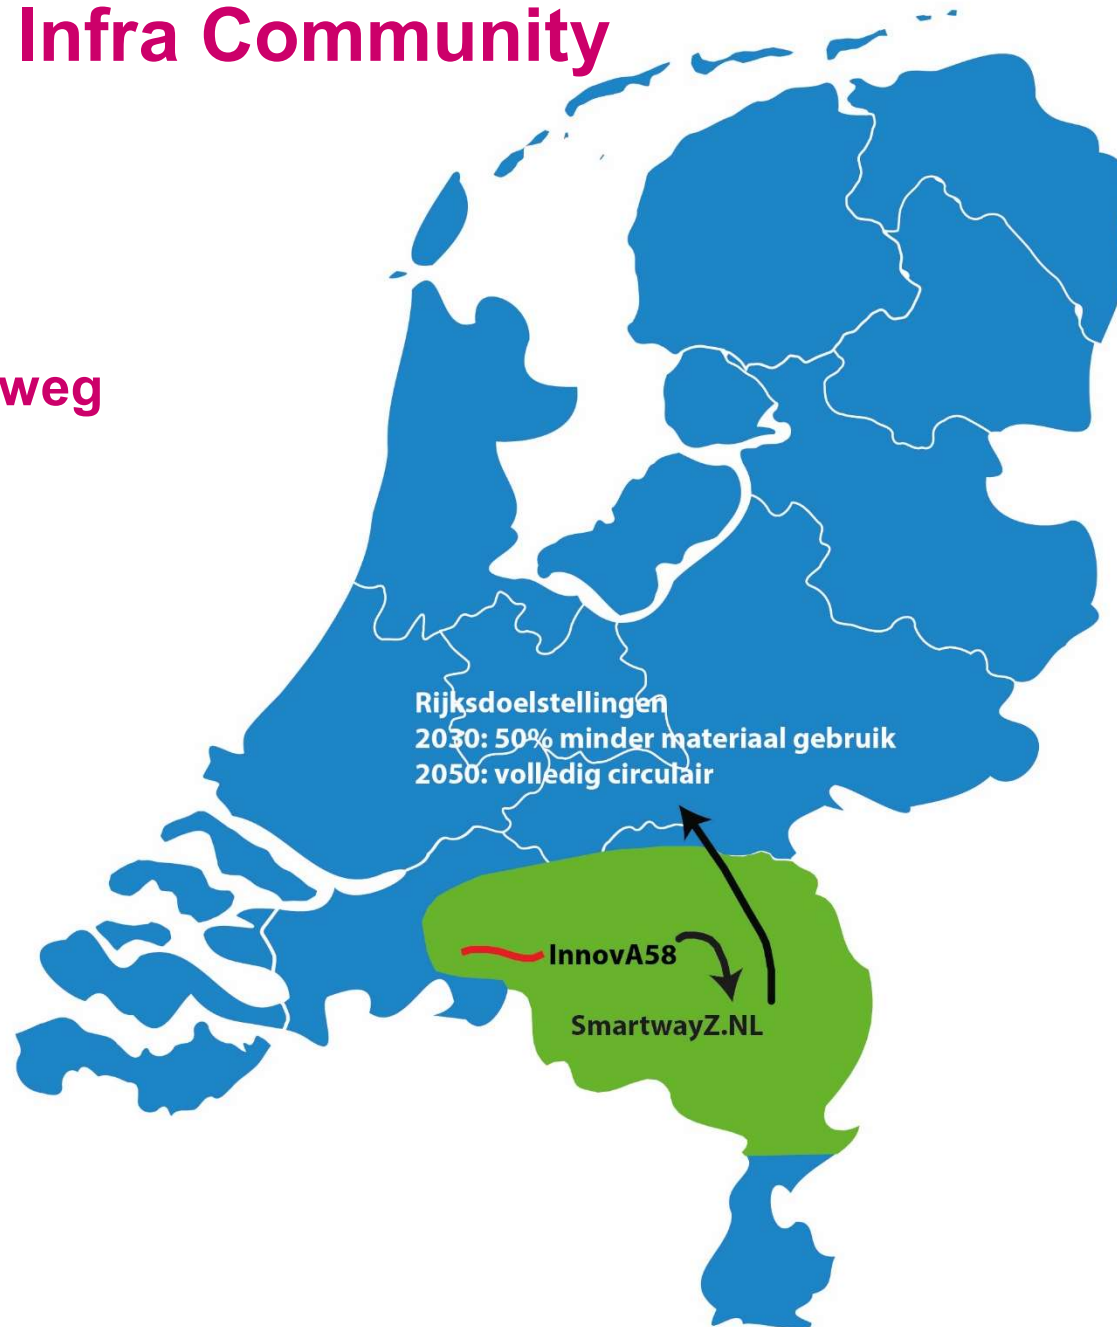 Infra Community
weg
Rijksdoelstellingen
2030: 50% minder materiaal gebruik
2050: volledig circulair
InnovA58
SmartwayZ.NL